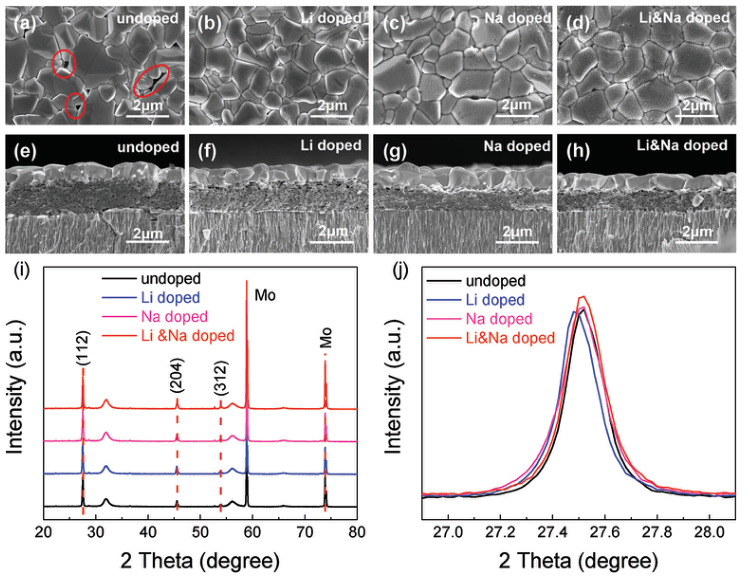 (a) undoped
2μm
(b) Li doped
2μm
(c) Na doped
2μm
(d) Li&Na doped
2μm
(e) undoped
2μm
(f) Li doped
2μm
(g) Na doped
2μm
(h) Li&Na doped
2μm
(i)
undoped
Li doped
Na doped
Li &Na doped
Mo
Mo
(112)
(204)
(312)
Intensity (a.u.)
20 30 40 50 60 70 80
2 Theta (degree)
(j)
undoped
Li doped
Na doped
Li&Na doped
Intensity (a.u.)
27.0 27.2 27.4 27.6 27.8 28.0
2 Theta (degree)